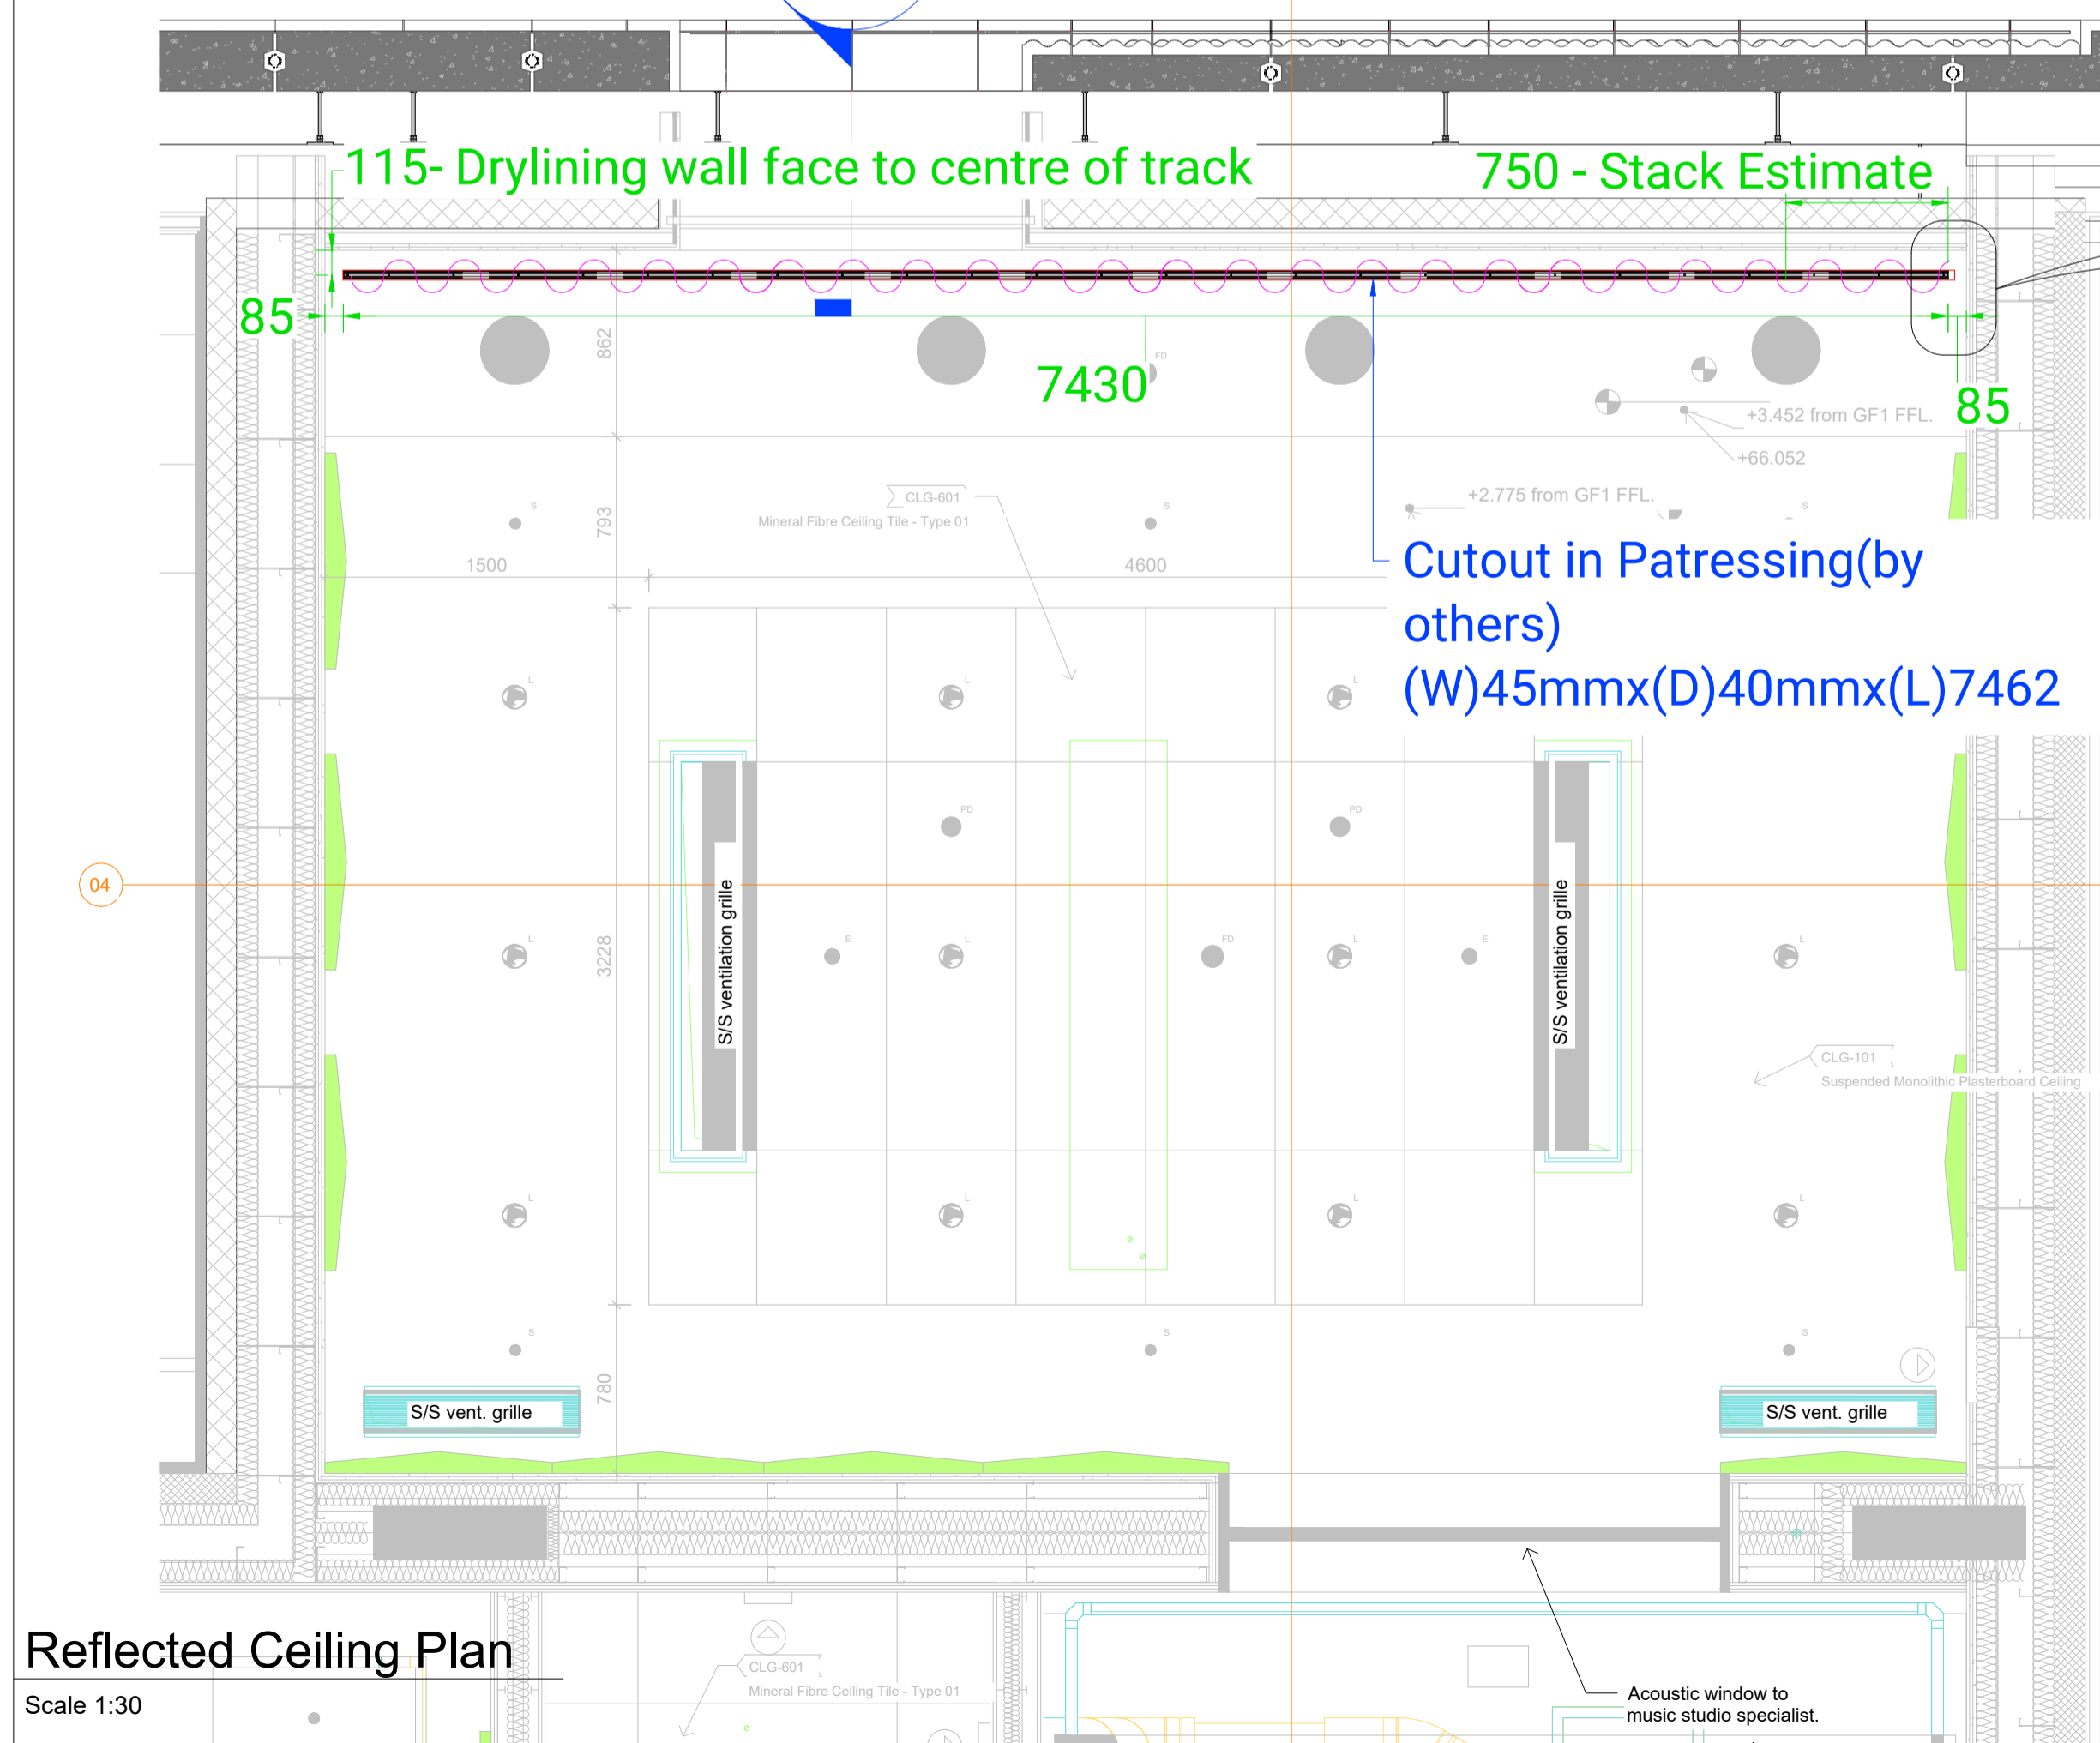 115- Drylining wall face to centre of track
750 - Stack Estimate
85
862
7430
FD
85
+3.452 from GF1 FFL.
+66.052
CLG-601
Mineral Fibre Ceiling Tile - Type 01
+2.775 from GF1 FFL.
S
S
S
793
1500
4600
Cutout in Patressing(by
others)
(W)45mmx(D)40mmx(L)7462
L
L
L
PD
PD
S/S ventilation grille
S/S ventilation grille
04
3228
L
E
L
FD
L
E
L
CLG-101
Suspended Monolithic Plasterboard Ceiling
L
L
L
L
S
S
S
780
S/S vent. grille
S/S vent. grille
Reflected Ceiling Plan
Scale 1:30
CLG-601
Mineral Fibre Ceiling Tile - Type 01
Acoustic window to
music studio specialist.